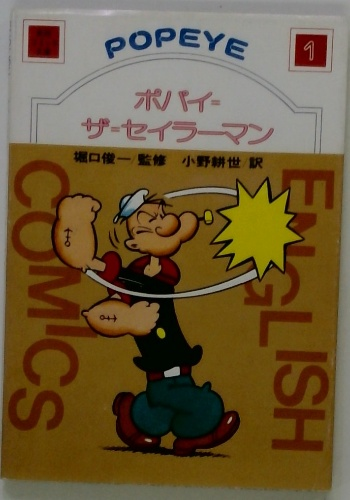 POPEYE
1
ポパイ=
ザ=セイラーマン
堀口俊一/監修 小野耕世/訳
COMICS
ENGLISH